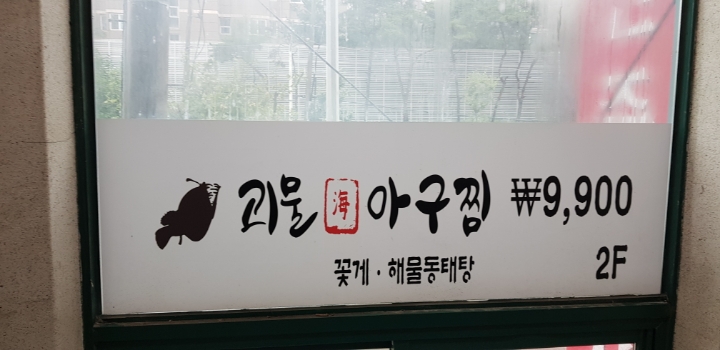 괴물 海 아구찜 ₩9,900
꽃게 · 해물동태탕 2F